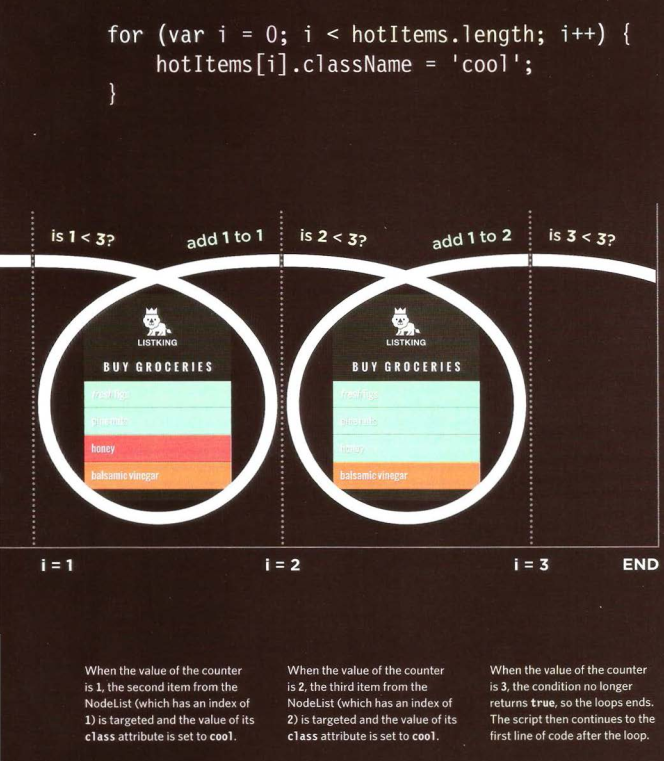 for (var i = 0; i < hotItems.length; i++) {
hotItems[i].className = 'cool';
}
is 1 < 3?
add 1 to 1
is 2 < 3?
add 1 to 2
is 3 < 3?
LISTKING
BUY GROCERIES
fresh figs
honey
balsamic vinegar
LISTKING
BUY GROCERIES
fresh figs
honey
balsamic vinegar
i = 1
i = 2
i = 3
END
When the value of the counter
is 1, the second item from the
NodeList (which has an index of
1) is targeted and the value of its
class attribute is set to cool.
When the value of the counter
is 2, the third item from the
NodeList (which has an index of
2) is targeted and the value of its
class attribute is set to cool.
When the value of the counter
is 3, the condition no longer
returns true, so the loops ends.
The script then continues to the
first line of code after the loop.